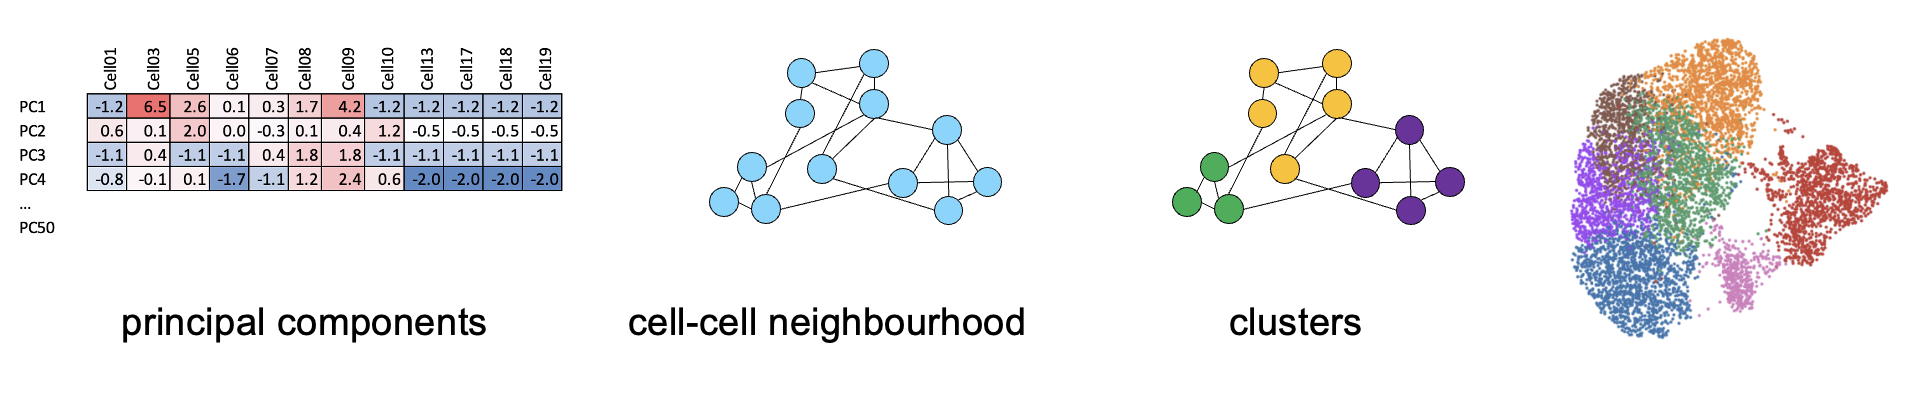 Cell01 Cell03 Cell05 Cell06 Cell07 Cell08 Cell09 Cell10 Cell13 Cell17 Cell18 Cell19
PC1 -1.2 6.5 2.6 0.1 0.3 1.7 4.2 -1.2 -1.2 -1.2 -1.2 -1.2
PC2 0.6 0.1 2.0 0.0 -0.3 0.1 0.4 1.2 -0.5 -0.5 -0.5 -0.5
PC3 -1.1 0.4 -1.1 -1.1 0.4 1.8 1.8 -1.1 -1.1 -1.1 -1.1 -1.1
PC4 -0.8 -0.1 0.1 -1.7 -1.1 1.2 2.4 0.6 -2.0 -2.0 -2.0 -2.0
...
PC50
principal components
cell-cell neighbourhood
clusters